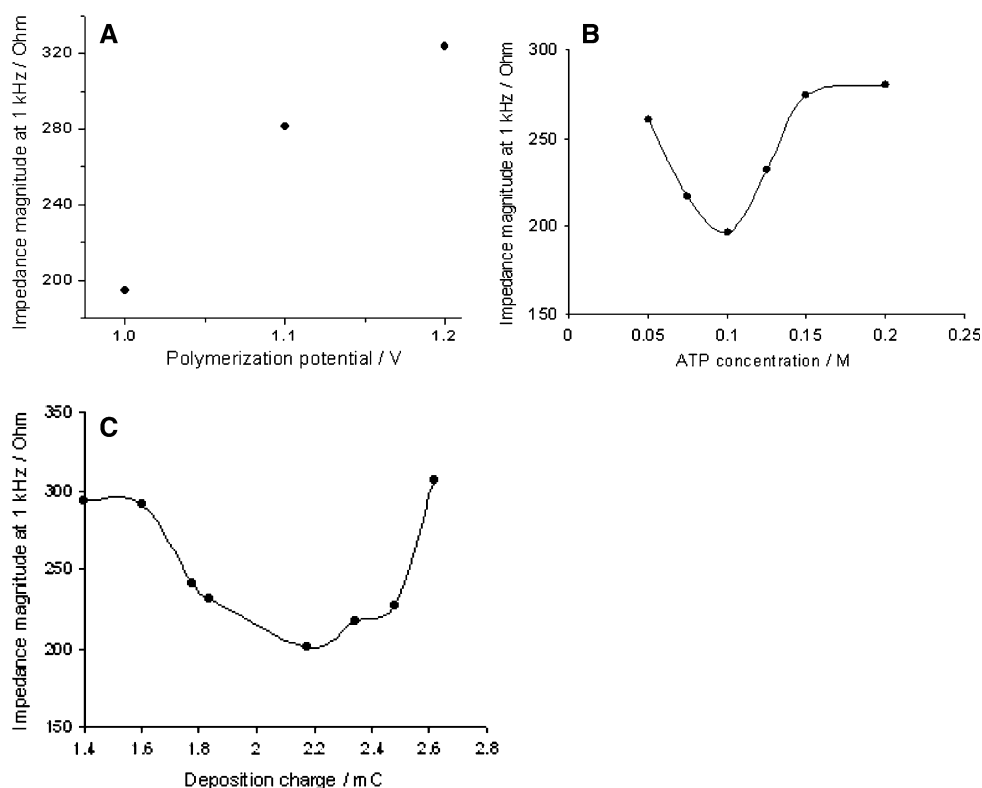 A
Impedance magnitude at 1 kHz / Ohm
320
280
240
200
1.0 1.1 1.2
Polymerization potential / V
B
Impedance magnitude at 1 kHz / Ohm
300
250
200
150
0 0.05 0.1 0.15 0.2 0.25
ATP concentration / M
C
Impedance magnitude at 1 kHz / Ohm
350
300
250
200
150
1.4 1.6 1.8 2 2.2 2.4 2.6 2.8
Deposition charge / mC